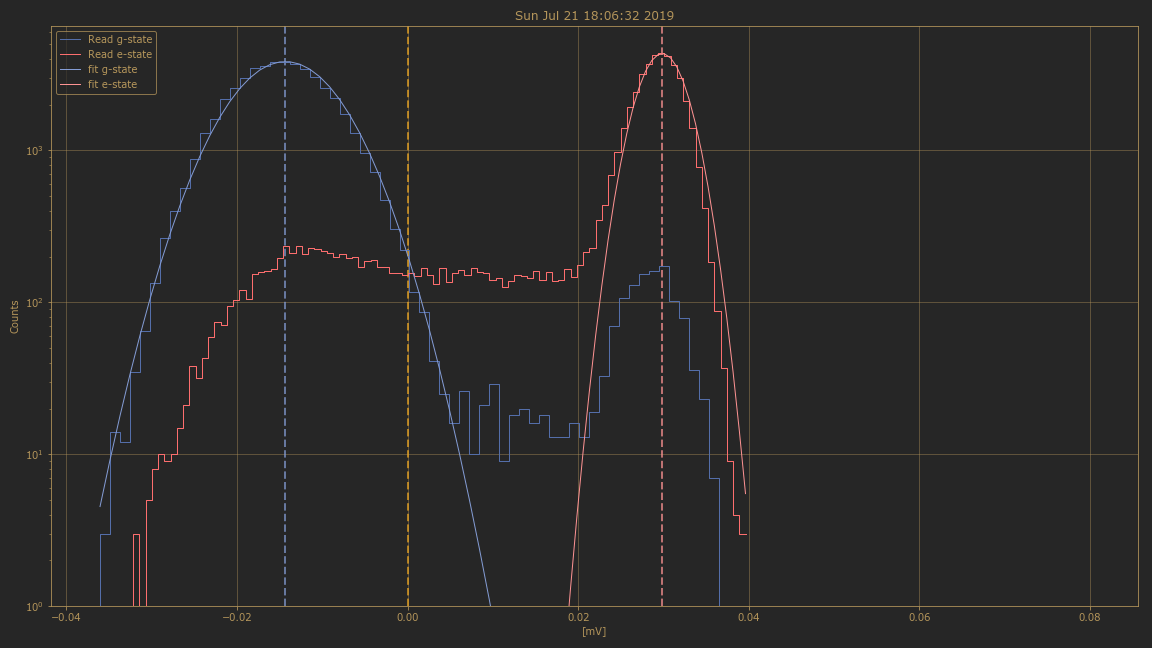 Sun Jul 21 18:06:32 2019
Read g-state
Read e-state
fit g-state
fit e-state
10³
10²
10¹
10⁰
Counts
−0.04 −0.02 0.00 0.02 0.04 0.06 0.08
[mV]